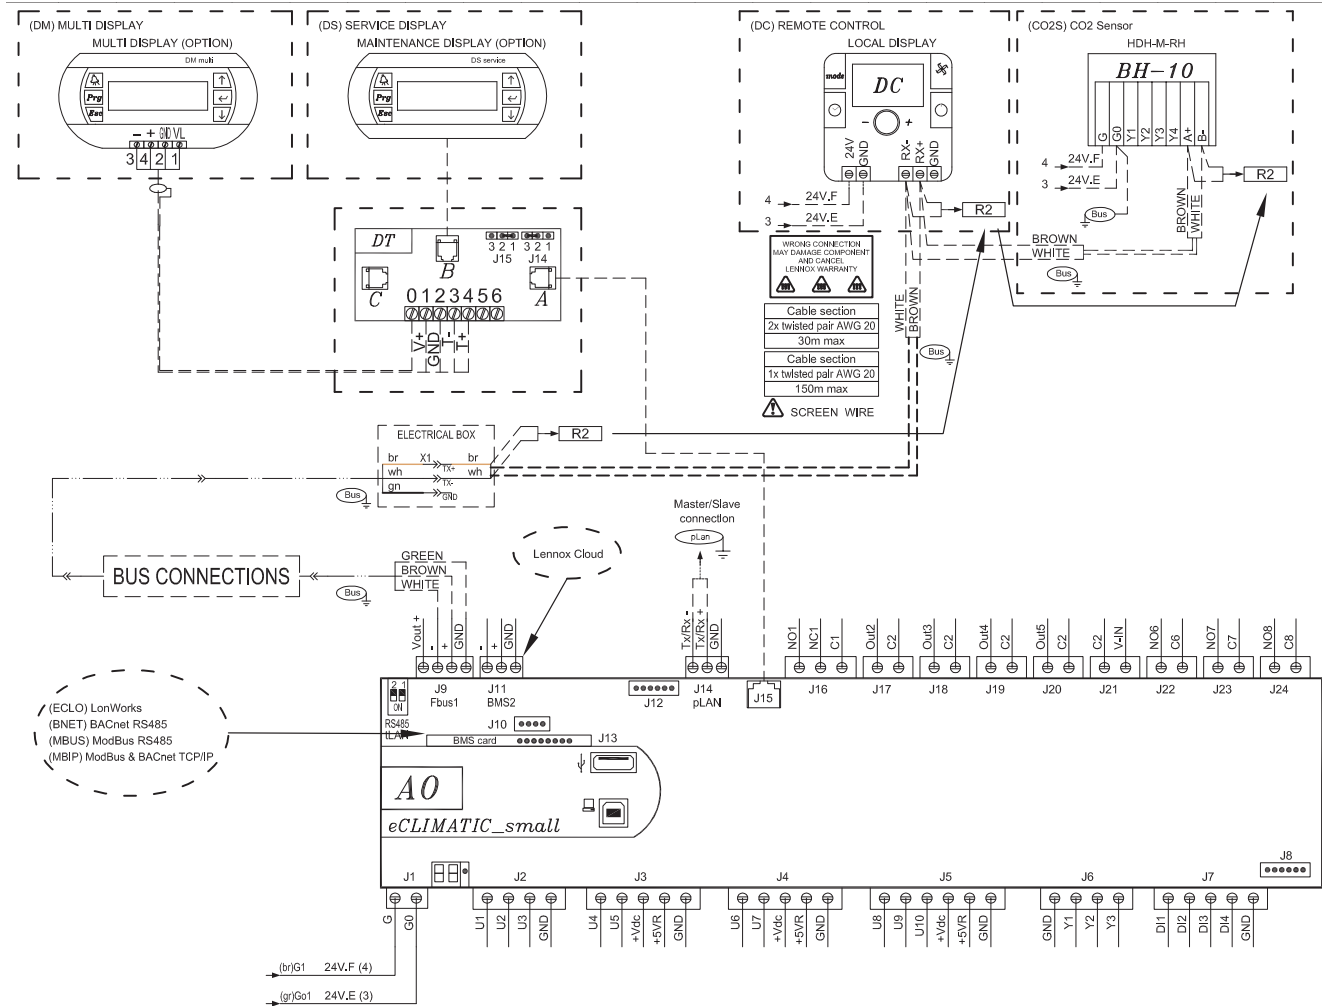 (DM) MULTI DISPLAY
MULTI DISPLAY (OPTION)
DM multi
Prg
Esc
- + GND VL
3 4 2 1
(DS) SERVICE DISPLAY
MAINTENANCE DISPLAY (OPTION)
DS service
Prg
Esc
(DC) REMOTE CONTROL
LOCAL DISPLAY
mode
DC
- +
24V
GND
RX-
RX+
GND
4 24V.F
3 24V.E
R2
(CO2S) CO2 Sensor
HDH-M-RH
BH-10
G
G0
Y1
Y2
Y3
Y4
A+
B-
4 24V.F
3 24V.E
Bus
BROWN
WHITE
R2
BROWN
WHITE
Bus
DT
3 2 1
J15
3 2 1
J14
B
C
A
0 1 2 3 4 5 6
V+
GND
T-
T+
WRONG CONNECTION
MAY DAMAGE COMPONENT
AND CANCEL
LENNOX WARRANTY
Cable section
2x twisted pair AWG 20
30m max
Cable section
1x twisted pair AWG 20
150m max
SCREEN WIRE
WHITE
BROWN
Bus
ELECTRICAL BOX
br X1 TX+ br
wh TX- wh
gn GND
R2
Bus
BUS CONNECTIONS
GREEN
BROWN
WHITE
Bus
Lennox Cloud
Master/Slave
connection
pLan
Vout +
-
+
GND
-
+
GND
Tx/Rx -
Tx/Rx +
GND
NO1
NC1
C1
Out2
C2
Out3
C2
Out4
C2
Out5
C2
C2
V-IN
NO6
C6
NO7
C7
NO8
C8
2 1
ON
RS485
tLAN
J9
Fbus1
J11
BMS2
J12
J14
pLAN
J15
J16
J17
J18
J19
J20
J21
J22
J23
J24
J10
BMS card
J13
(ECLO) LonWorks
(BNET) BACnet RS485
(MBUS) ModBus RS485
(MBIP) ModBus & BACnet TCP/IP
A0
eCLIMATIC_small
J1
J2
J3
J4
J5
J6
J7
J8
G
G0
U1
U2
U3
GND
U4
U5
+Vdc
+5VR
GND
U6
U7
+Vdc
+5VR
GND
U8
U9
U10
+Vdc
+5VR
GND
GND
Y1
Y2
Y3
DI1
DI2
DI3
DI4
GND
(br)G1 24V.F (4)
(gr)Go1 24V.E (3)